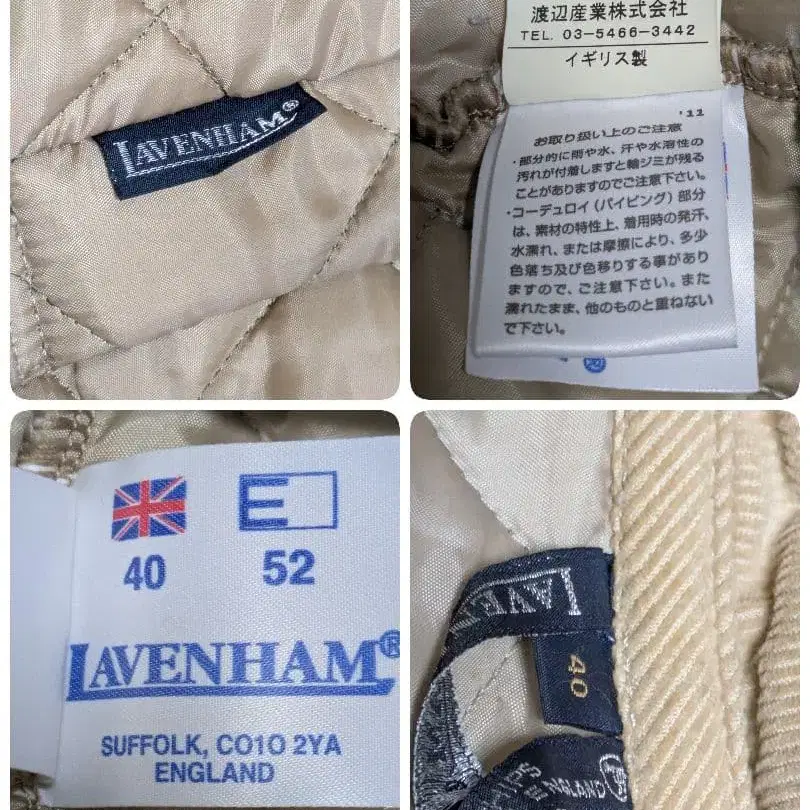 LAVENHAM®
渡辺産業株式会社
TEL. 03-5466-3442
イギリス製
'11
お取り扱い上のご注意
・部分的に雨や水、汗や水溶性の
汚れが付着しますと輪ジミが残る
ことがありますのでご注意下さい。
・コーデュロイ(パイピング)部分
は、素材の特性上、着用時の発汗、
水濡れ、または摩擦により、多少
色落ち及び色移りする事があり
ますので、ご注意下さい。また
濡れたまま、他のものと重ねない
で下さい。
E
40
52
LAVENHAM®
SUFFOLK, CO10 2YA
ENGLAND
LAVE
40
ENGLAND